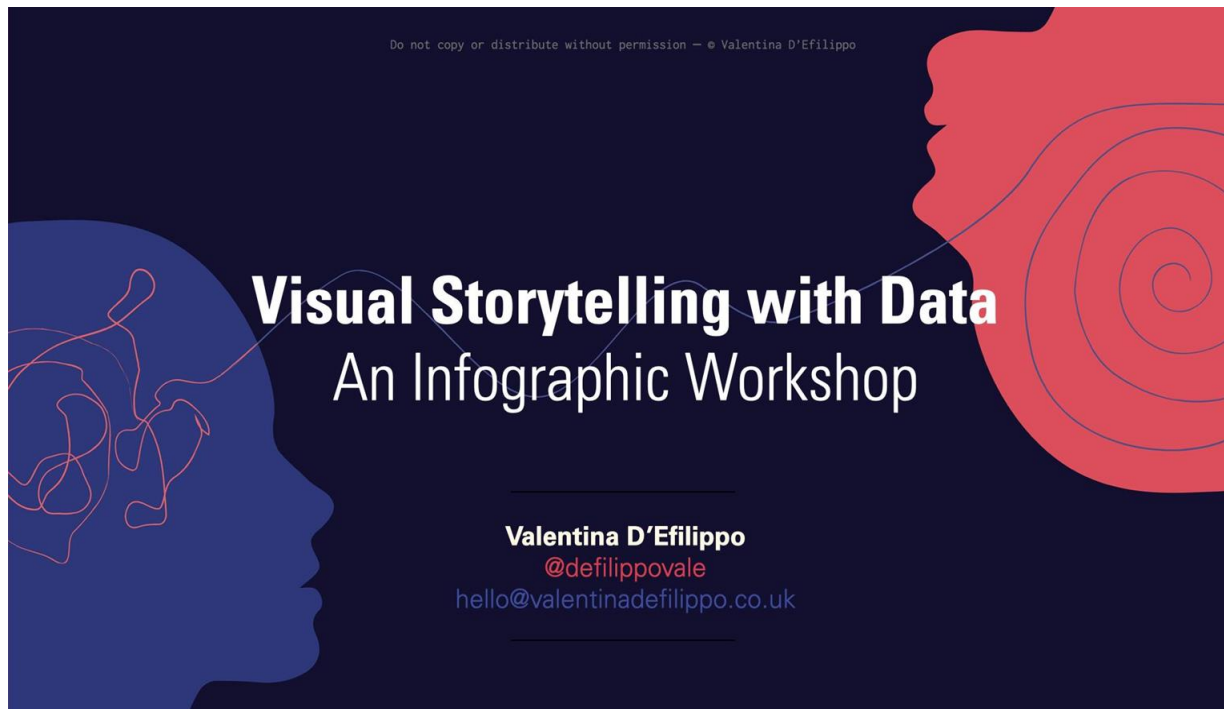 Do not copy or distribute without permission — © Valentina D'Efilippo
Visual Storytelling with Data
An Infographic Workshop
Valentina D’Efilippo
@defilippovale
hello@valentinadefilippo.co.uk